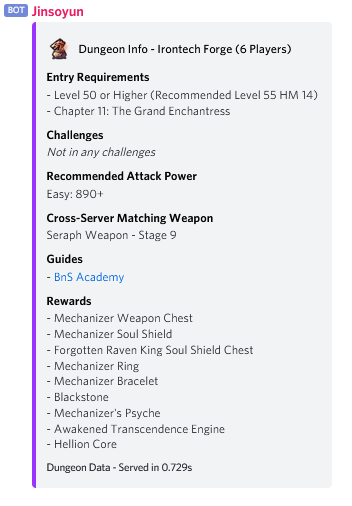 BOT Jinsoyun
Dungeon Info - Irontech Forge (6 Players)
Entry Requirements
- Level 50 or Higher (Recommended Level 55 HM 14)
- Chapter 11: The Grand Enchantress
Challenges
Not in any challenges
Recommended Attack Power
Easy: 890+
Cross-Server Matching Weapon
Seraph Weapon - Stage 9
Guides
- BnS Academy
Rewards
- Mechanizer Weapon Chest
- Mechanizer Soul Shield
- Forgotten Raven King Soul Shield Chest
- Mechanizer Ring
- Mechanizer Bracelet
- Blackstone
- Mechanizer's Psyche
- Awakened Transcendence Engine
- Hellion Core
Dungeon Data - Served in 0.729s